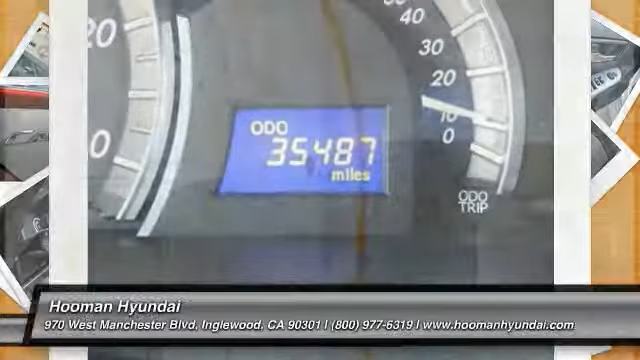 20
0
50
40
30
20
10
0
ODO
35487
miles
ODO
TRIP
Hooman Hyundai
970 West Manchester Blvd, Inglewood, CA 90301 | (800) 977-6319 | www.hoomanhyundai.com